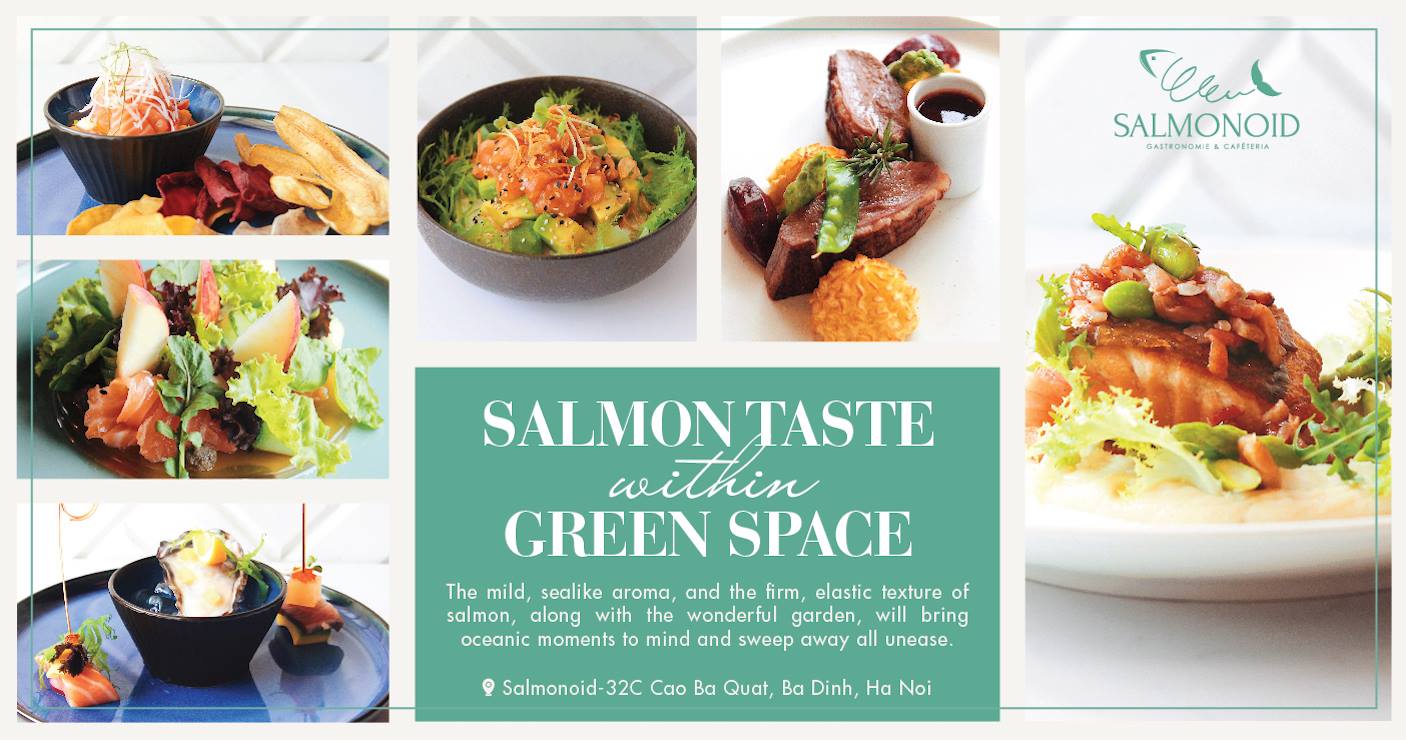 SALMONOID
GASTRONOMIE & CAFÉTERIA
SALMON TASTE
within
GREEN SPACE
The mild, sealike aroma, and the firm, elastic texture of
salmon, along with the wonderful garden, will bring
oceanic moments to mind and sweep away all unease.
Salmonoid-32C Cao Ba Quat, Ba Dinh, Ha Noi